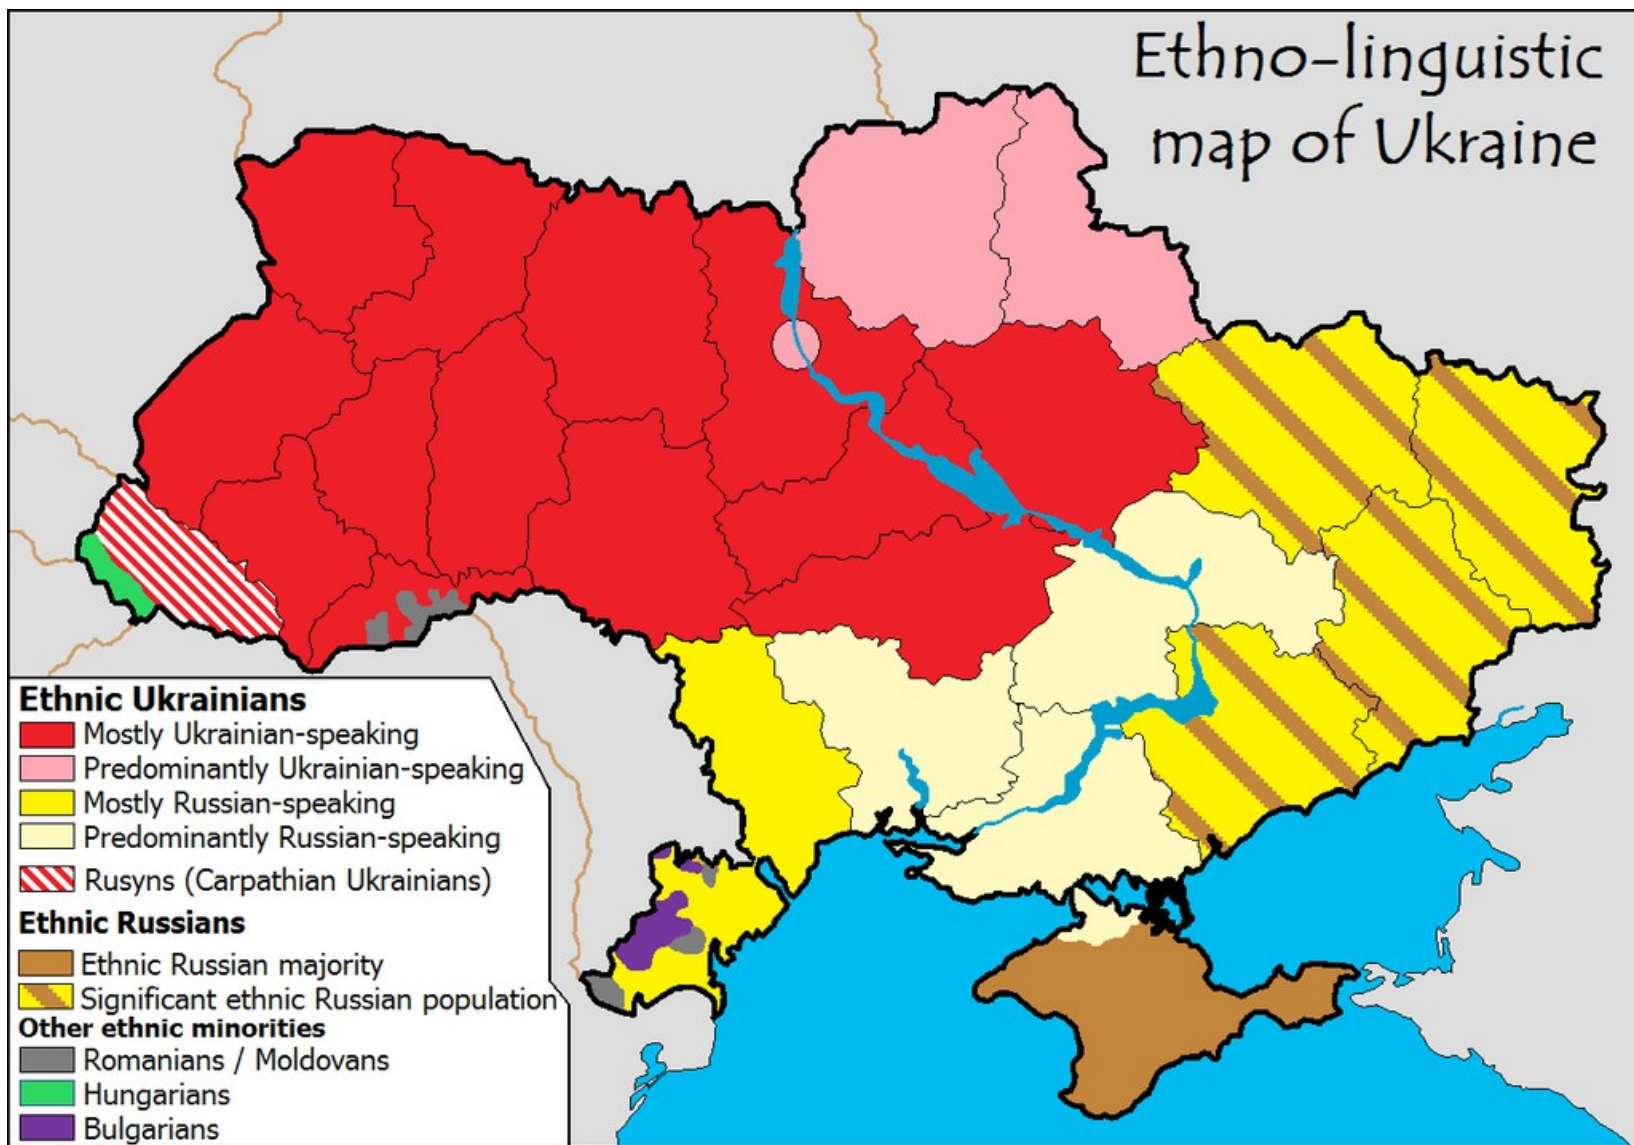 Ethno-linguistic
map of Ukraine
Ethnic Ukrainians
Mostly Ukrainian-speaking
Predominantly Ukrainian-speaking
Mostly Russian-speaking
Predominantly Russian-speaking
Rusyns (Carpathian Ukrainians)
Ethnic Russians
Ethnic Russian majority
Significant ethnic Russian population
Other ethnic minorities
Romanians / Moldovans
Hungarians
Bulgarians